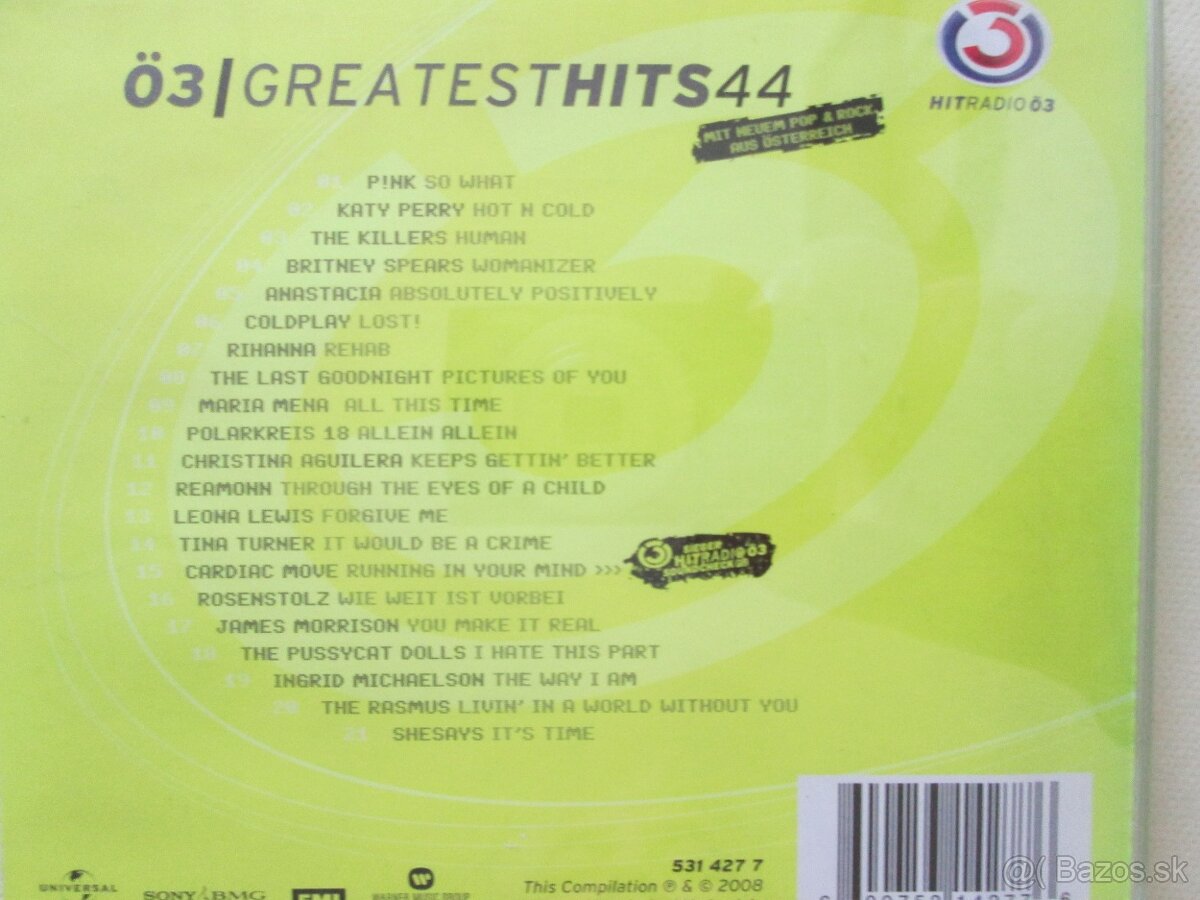 Ö3|GREATESTHITS44
HITRADIO Ö3
MIT NEUEM POP & ROCK
AUS ÖSTERREICH
01 P!NK SO WHAT
02 KATY PERRY HOT N COLD
03 THE KILLERS HUMAN
04 BRITNEY SPEARS WOMANIZER
05 ANASTACIA ABSOLUTELY POSITIVELY
06 COLDPLAY LOST!
07 RIHANNA REHAB
08 THE LAST GOODNIGHT PICTURES OF YOU
09 MARIA MENA ALL THIS TIME
10 POLARKREIS 18 ALLEIN ALLEIN
11 CHRISTINA AGUILERA KEEPS GETTIN' BETTER
12 REAMONN THROUGH THE EYES OF A CHILD
13 LEONA LEWIS FORGIVE ME
14 TINA TURNER IT WOULD BE A CRIME
15 CARDIAC MOVE RUNNING IN YOUR MIND >>>
HITRADIO Ö3
16 ROSENSTOLZ WIE WEIT IST VORBEI
17 JAMES MORRISON YOU MAKE IT REAL
18 THE PUSSYCAT DOLLS I HATE THIS PART
19 INGRID MICHAELSON THE WAY I AM
20 THE RASMUS LIVIN' IN A WORLD WITHOUT YOU
21 SHESAYS IT'S TIME
531 427 7
This Compilation ℗ & © 2008
UNIVERSAL
SONY BMG
EMI
WARNER MUSIC GROUP
@( Bazos.sk